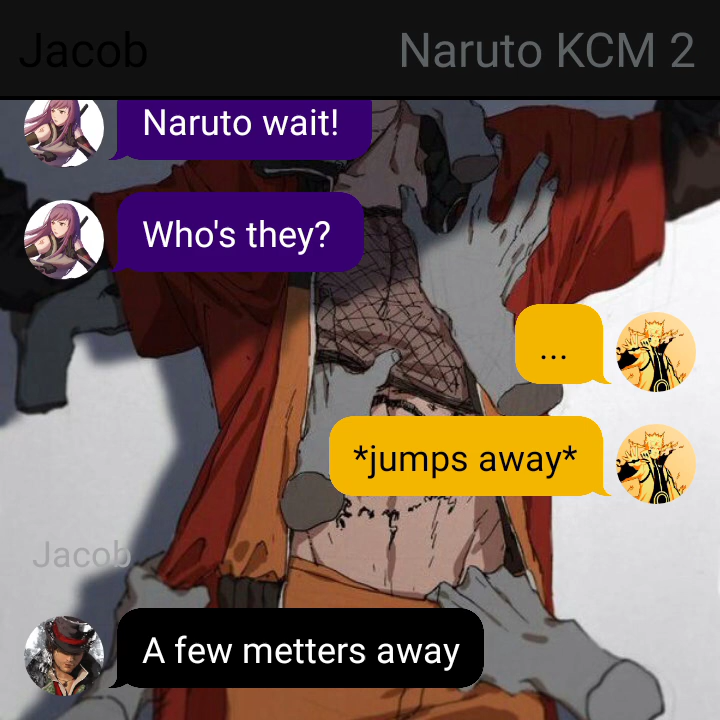 Jacob
Naruto KCM 2
Naruto wait!
Who's they?
...
*jumps away*
Jacob
A few metters away